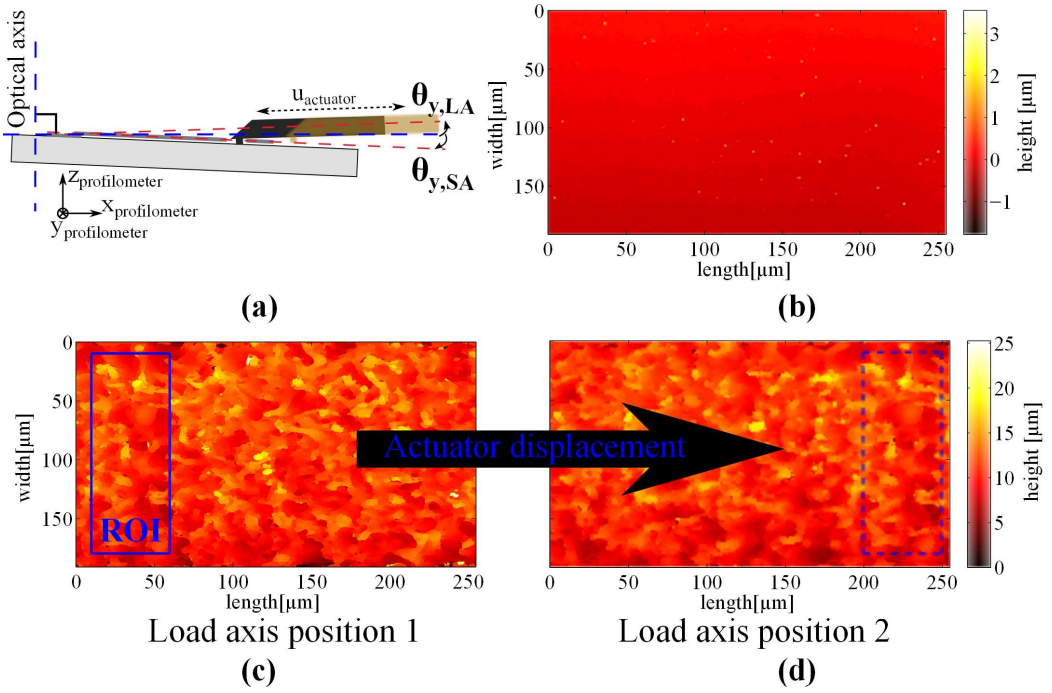 Optical axis
u_actuator
θ_y,LA
θ_y,SA
z_profilometer
x_profilometer
y_profilometer
(a)
0
50
100
150
width[µm]
0
50
100
150
200
250
length[µm]
3
2
1
0
−1
height [µm]
(b)
0
50
100
150
width[µm]
ROI
0
50
100
150
200
250
length[µm]
Load axis position 1
(c)
Actuator displacement
0
50
100
150
200
250
length[µm]
25
20
15
10
5
0
height [µm]
Load axis position 2
(d)